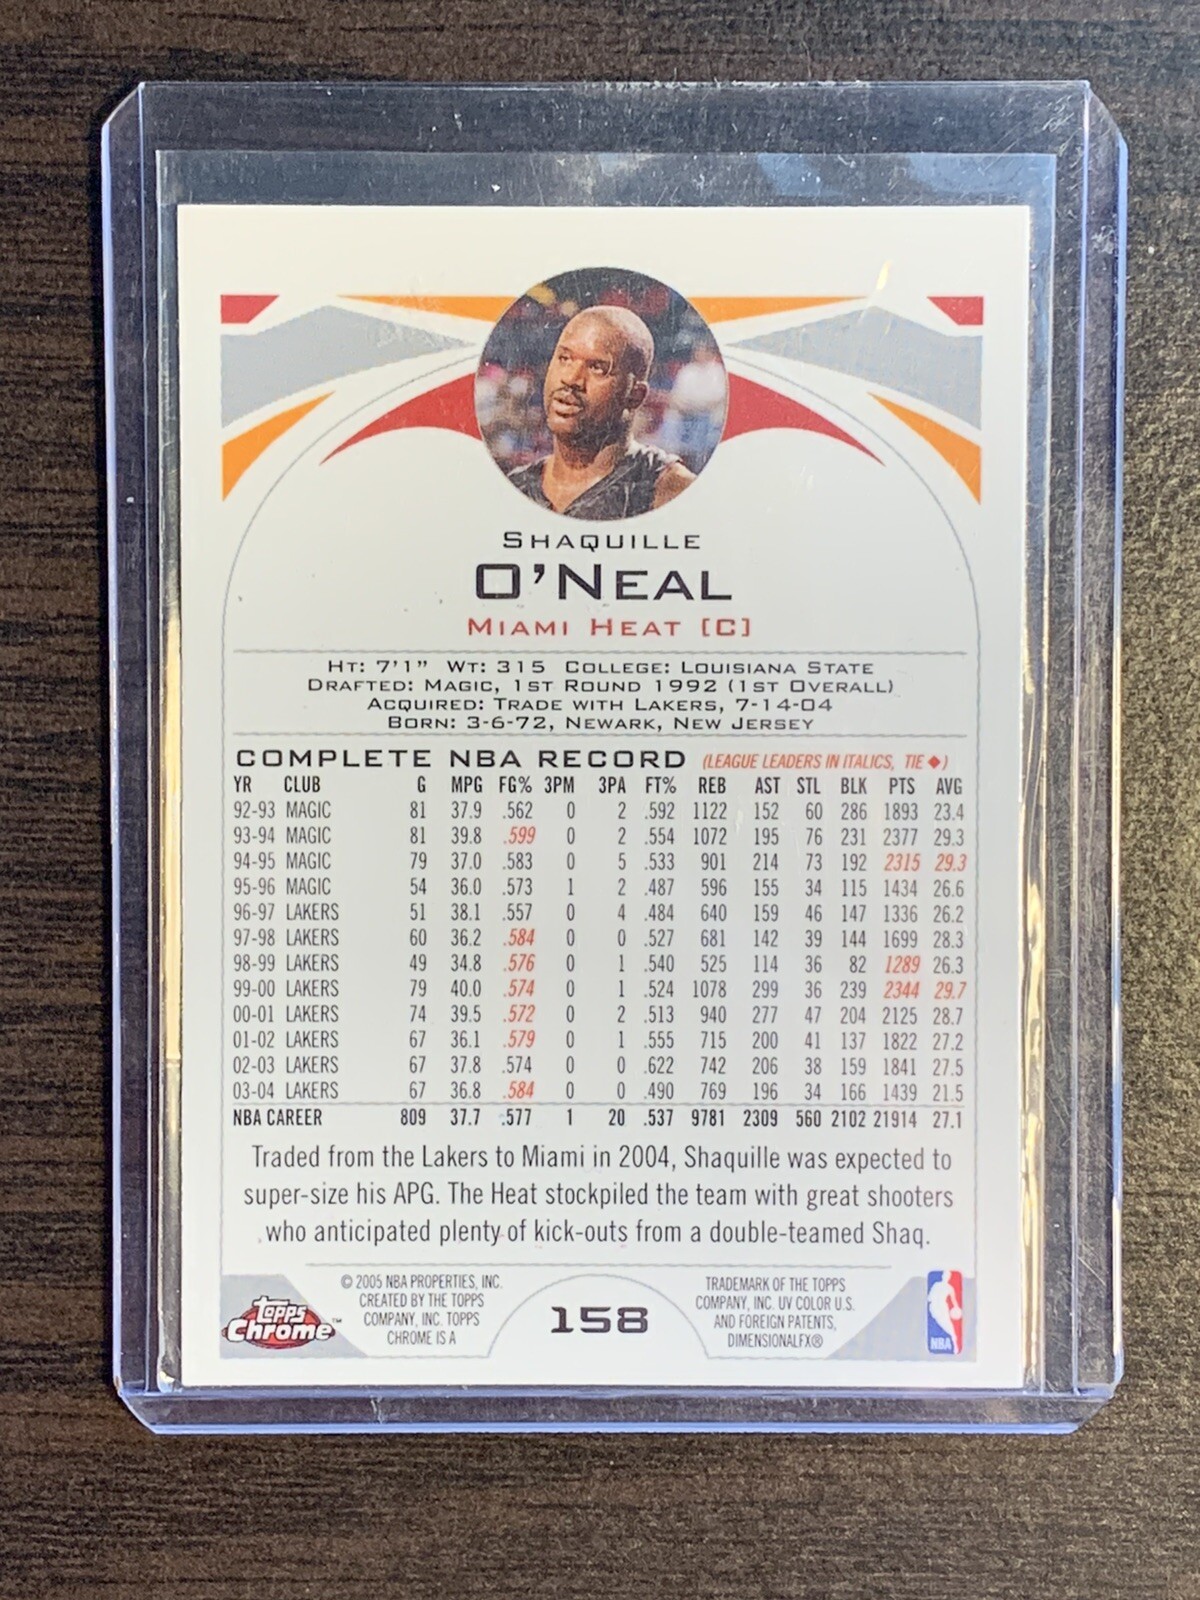 SHAQUILLE
O'NEAL
MIAMI HEAT [C]
HT: 7'1" WT: 315 COLLEGE: LOUISIANA STATE
DRAFTED: MAGIC, 1ST ROUND 1992 (1ST OVERALL)
ACQUIRED: TRADE WITH LAKERS, 7-14-04
BORN: 3-6-72, NEWARK, NEW JERSEY
COMPLETE NBA RECORD (LEAGUE LEADERS IN ITALICS, TIE ◆)
YR CLUB G MPG FG% 3PM 3PA FT% REB AST STL BLK PTS AVG
92-93 MAGIC 81 37.9 .562 0 2 .592 1122 152 60 286 1893 23.4
93-94 MAGIC 81 39.8 .599 0 2 .554 1072 195 76 231 2377 29.3
94-95 MAGIC 79 37.0 .583 0 5 .533 901 214 73 192 2315 29.3
95-96 MAGIC 54 36.0 .573 1 2 .487 596 155 34 115 1434 26.6
96-97 LAKERS 51 38.1 .557 0 4 .484 640 159 46 147 1336 26.2
97-98 LAKERS 60 36.2 .584 0 0 .527 681 142 39 144 1699 28.3
98-99 LAKERS 49 34.8 .576 0 1 .540 525 114 36 82 1289 26.3
99-00 LAKERS 79 40.0 .574 0 1 .524 1078 299 36 239 2344 29.7
00-01 LAKERS 74 39.5 .572 0 2 .513 940 277 47 204 2125 28.7
01-02 LAKERS 67 36.1 .579 0 1 .555 715 200 41 137 1822 27.2
02-03 LAKERS 67 37.8 .574 0 0 .622 742 206 38 159 1841 27.5
03-04 LAKERS 67 36.8 .584 0 0 .490 769 196 34 166 1439 21.5
NBA CAREER 809 37.7 .577 1 20 .537 9781 2309 560 2102 21914 27.1
Traded from the Lakers to Miami in 2004, Shaquille was expected to
super-size his APG. The Heat stockpiled the team with great shooters
who anticipated plenty of kick-outs from a double-teamed Shaq.
Topps
Chrome™
© 2005 NBA PROPERTIES, INC.
CREATED BY THE TOPPS
COMPANY, INC. TOPPS
CHROME IS A
158
TRADEMARK OF THE TOPPS
COMPANY, INC. UV COLOR U.S.
AND FOREIGN PATENTS,
DIMENSIONALFX®
NBA